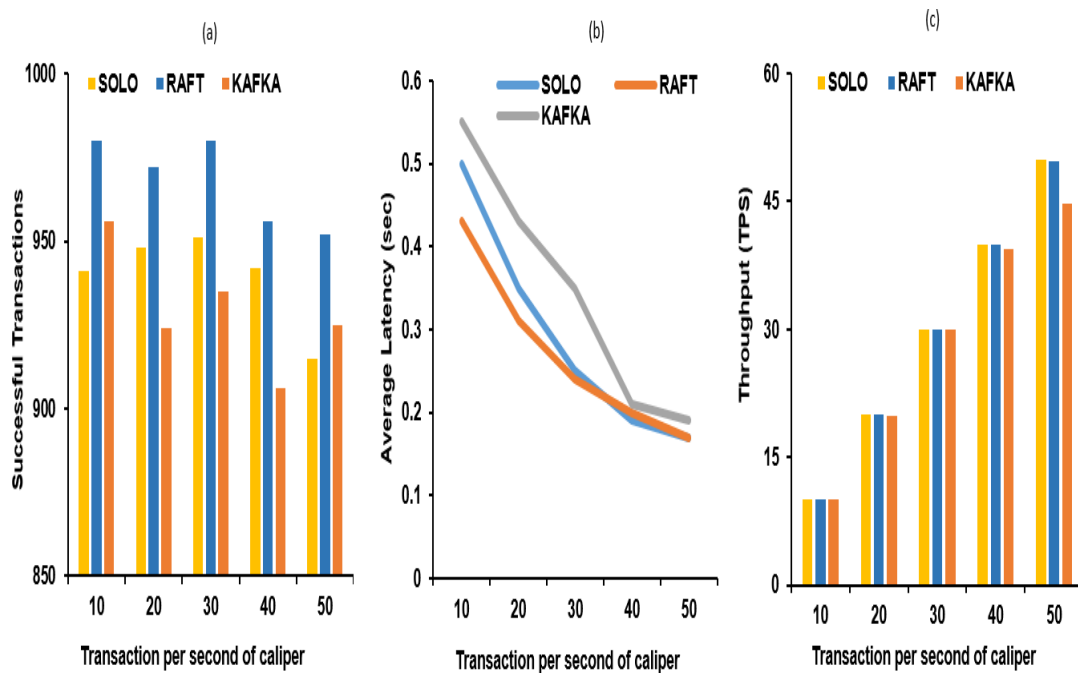 (a)
SOLO RAFT KAFKA
1000
950
900
850
Successful Transactions
10 20 30 40 50
Transaction per second of caliper
(b)
SOLO RAFT
KAFKA
0.6
0.5
0.4
0.3
0.2
0.1
0
Average Latency (sec)
10 20 30 40 50
Transaction per second of caliper
(c)
SOLO RAFT KAFKA
60
45
30
15
0
Throughput (TPS)
10 20 30 40 50
Transaction per second of caliper